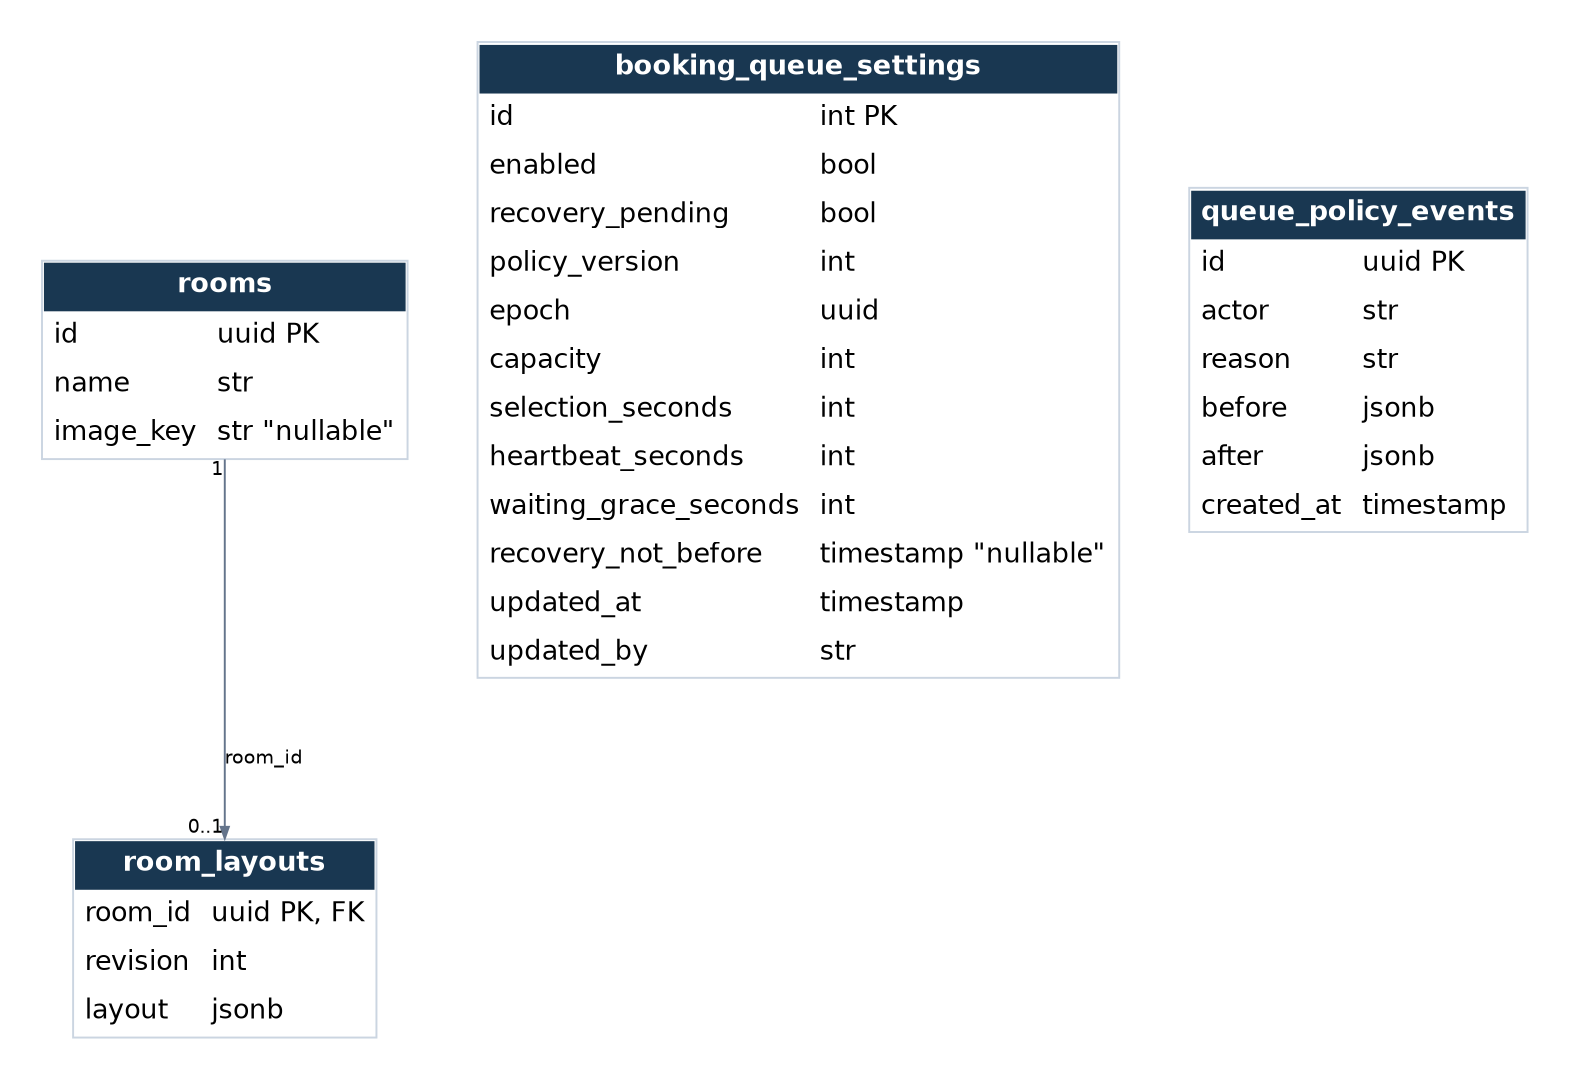 rooms
id uuid PK
name str
image_key str "nullable"
1
room_id
0..1
room_layouts
room_id uuid PK, FK
revision int
layout jsonb
booking_queue_settings
id int PK
enabled bool
recovery_pending bool
policy_version int
epoch uuid
capacity int
selection_seconds int
heartbeat_seconds int
waiting_grace_seconds int
recovery_not_before timestamp "nullable"
updated_at timestamp
updated_by str
queue_policy_events
id uuid PK
actor str
reason str
before jsonb
after jsonb
created_at timestamp